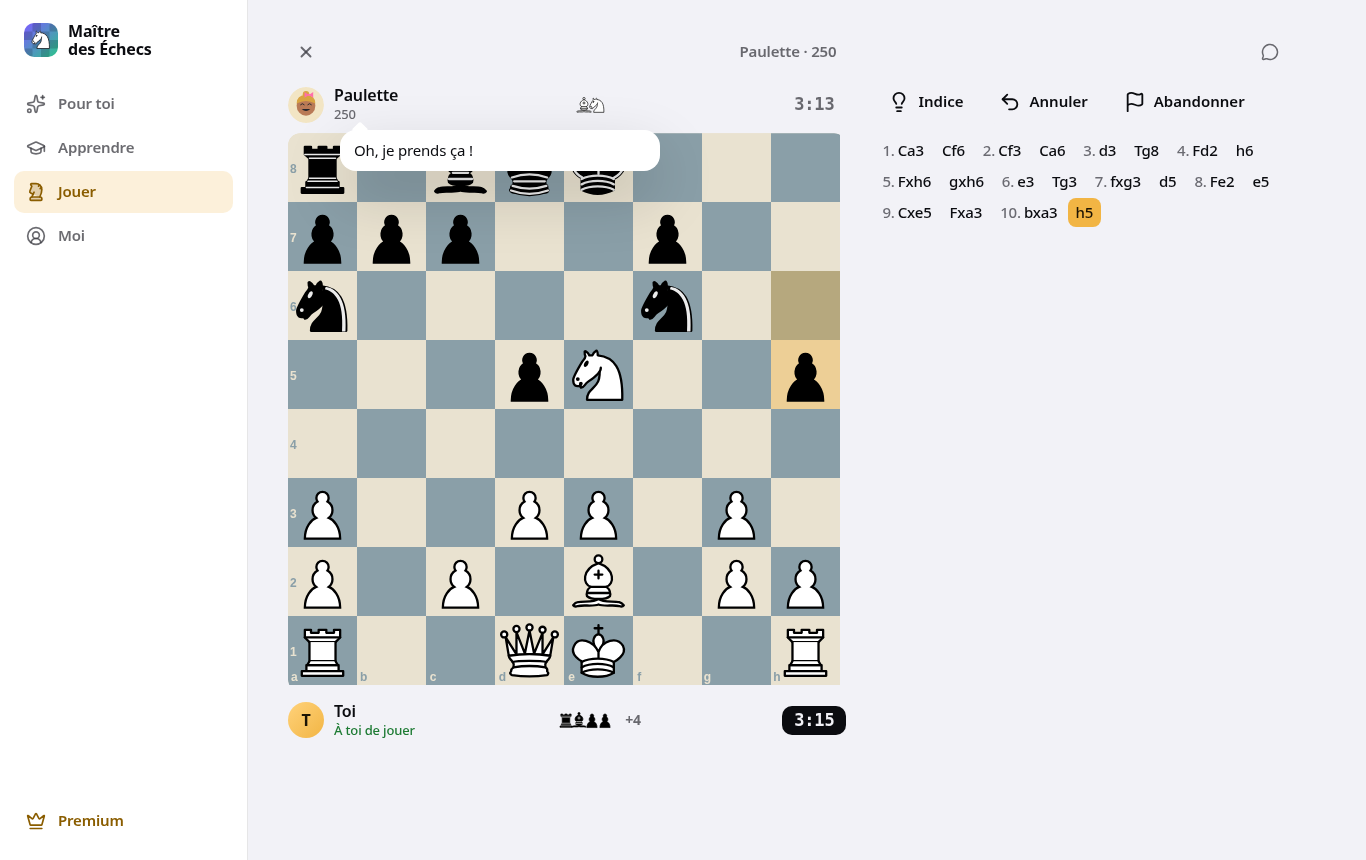 Maître
des Échecs
Pour toi
Apprendre
Jouer
Moi
Premium
Paulette · 250
Paulette
250
3:13
Oh, je prends ça !
8
7
6
5
4
3
2
1
a b c d e f g h
T
Toi
À toi de jouer
+4
3:15
Indice Annuler Abandonner
1. Ca3 Cf6 2. Cf3 Ca6 3. d3 Tg8 4. Fd2 h6
5. Fxh6 gxh6 6. e3 Tg3 7. fxg3 d5 8. Fe2 e5
9. Cxe5 Fxa3 10. bxa3 h5